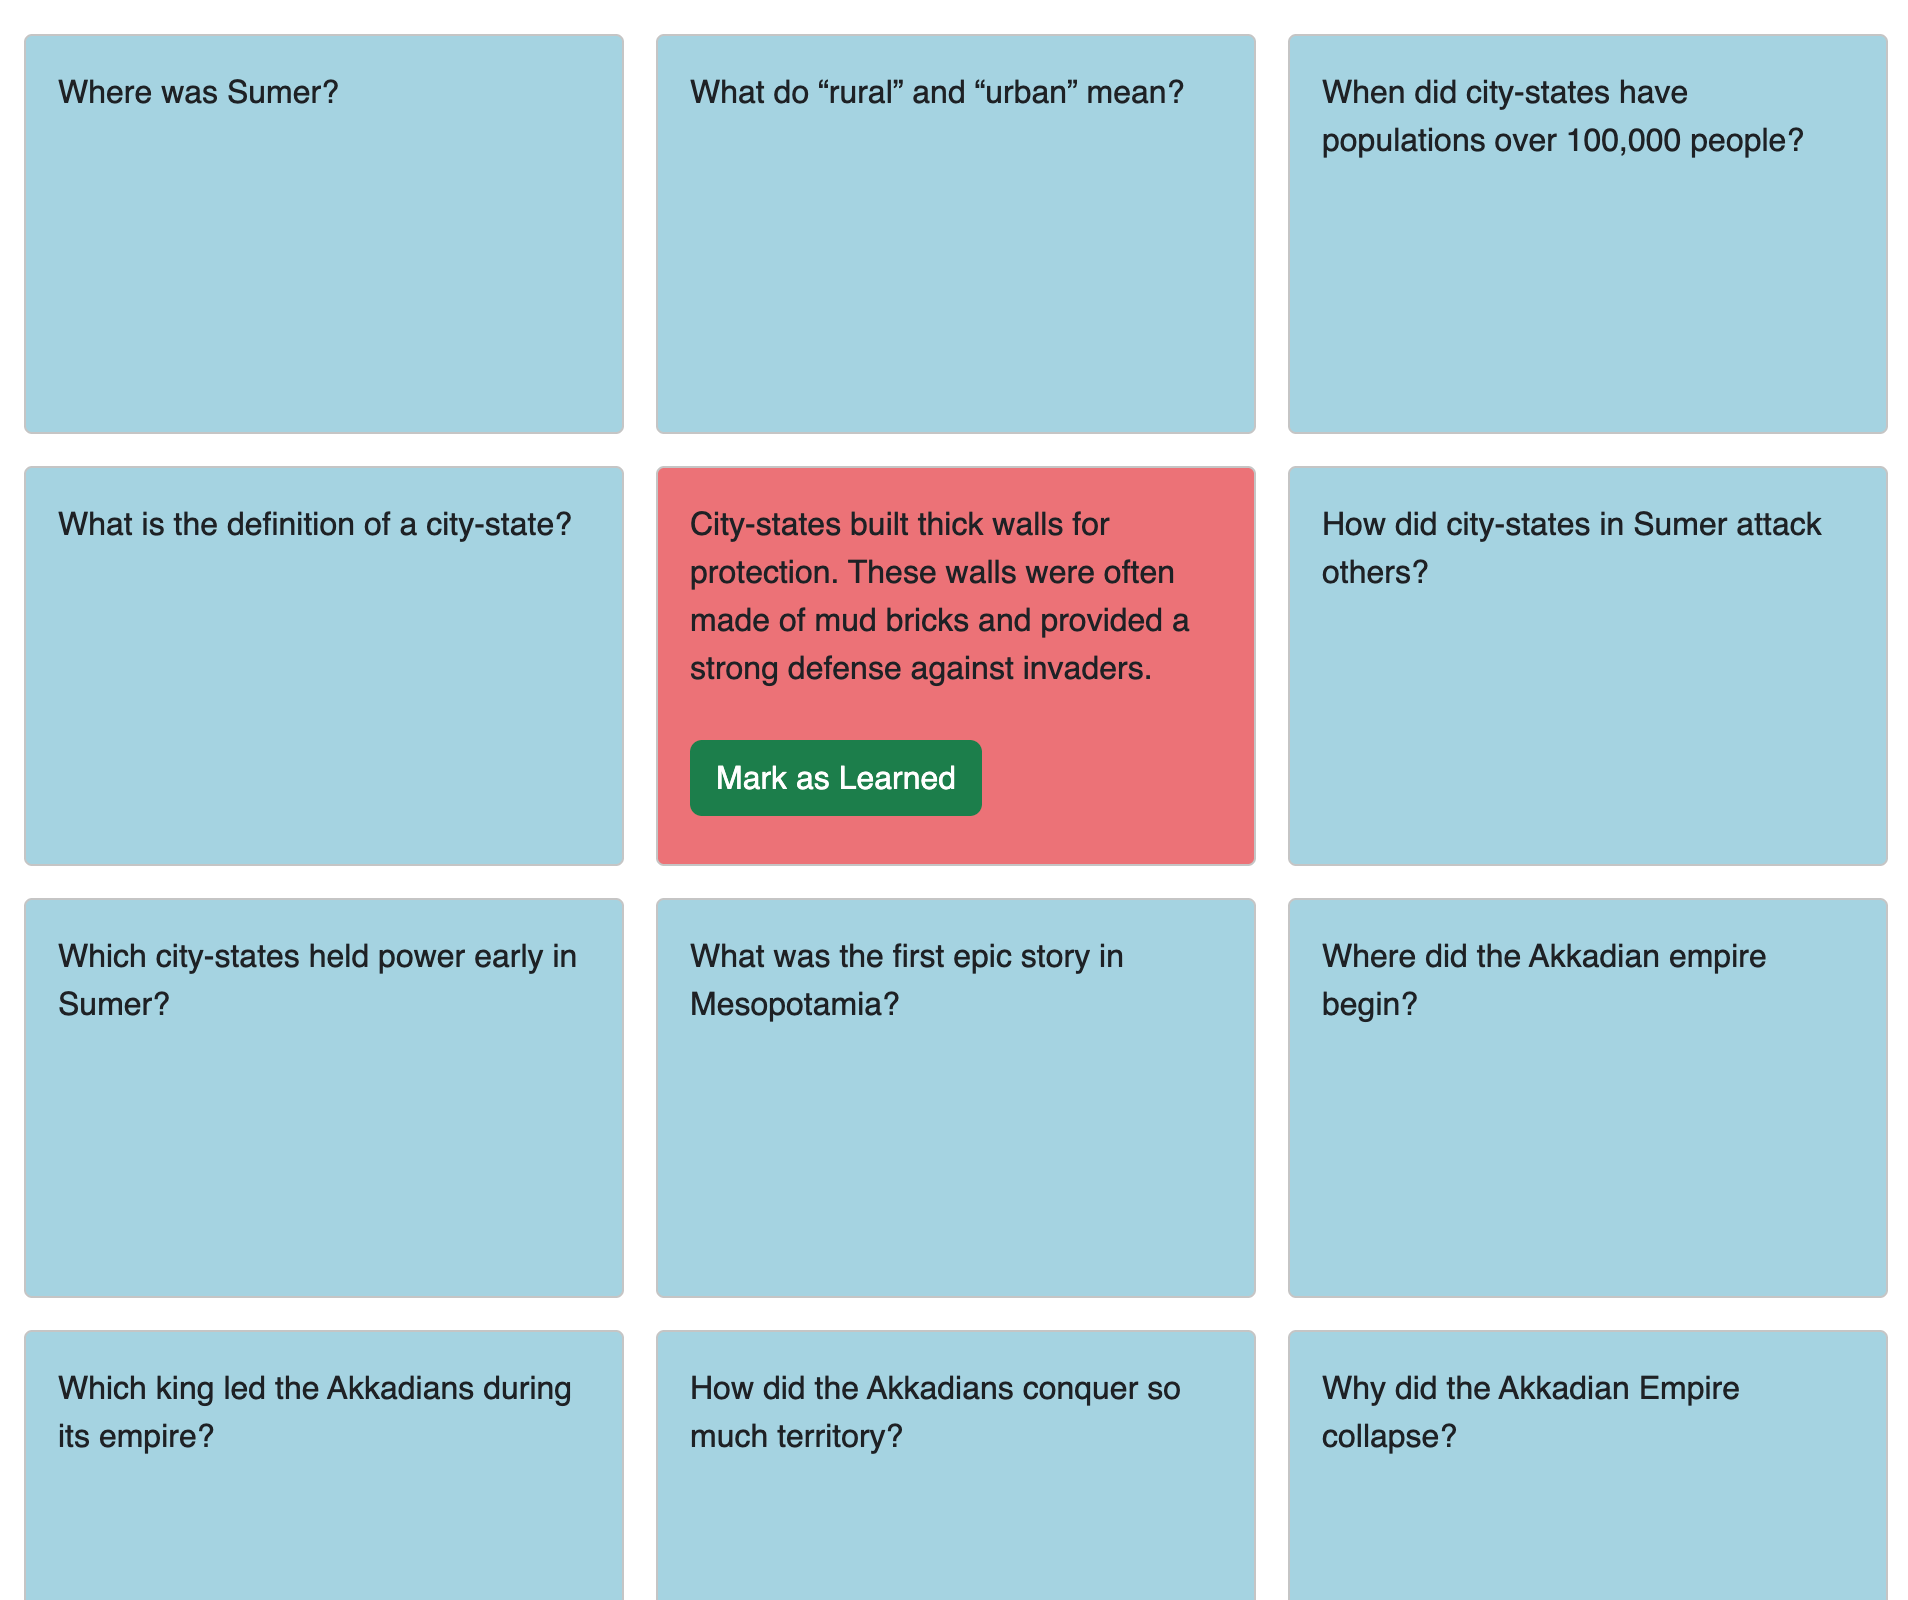 Where was Sumer?
What do “rural” and “urban” mean?
When did city-states have
populations over 100,000 people?
What is the definition of a city-state?
City-states built thick walls for
protection. These walls were often
made of mud bricks and provided a
strong defense against invaders.
Mark as Learned
How did city-states in Sumer attack
others?
Which city-states held power early in
Sumer?
What was the first epic story in
Mesopotamia?
Where did the Akkadian empire
begin?
Which king led the Akkadians during
its empire?
How did the Akkadians conquer so
much territory?
Why did the Akkadian Empire
collapse?